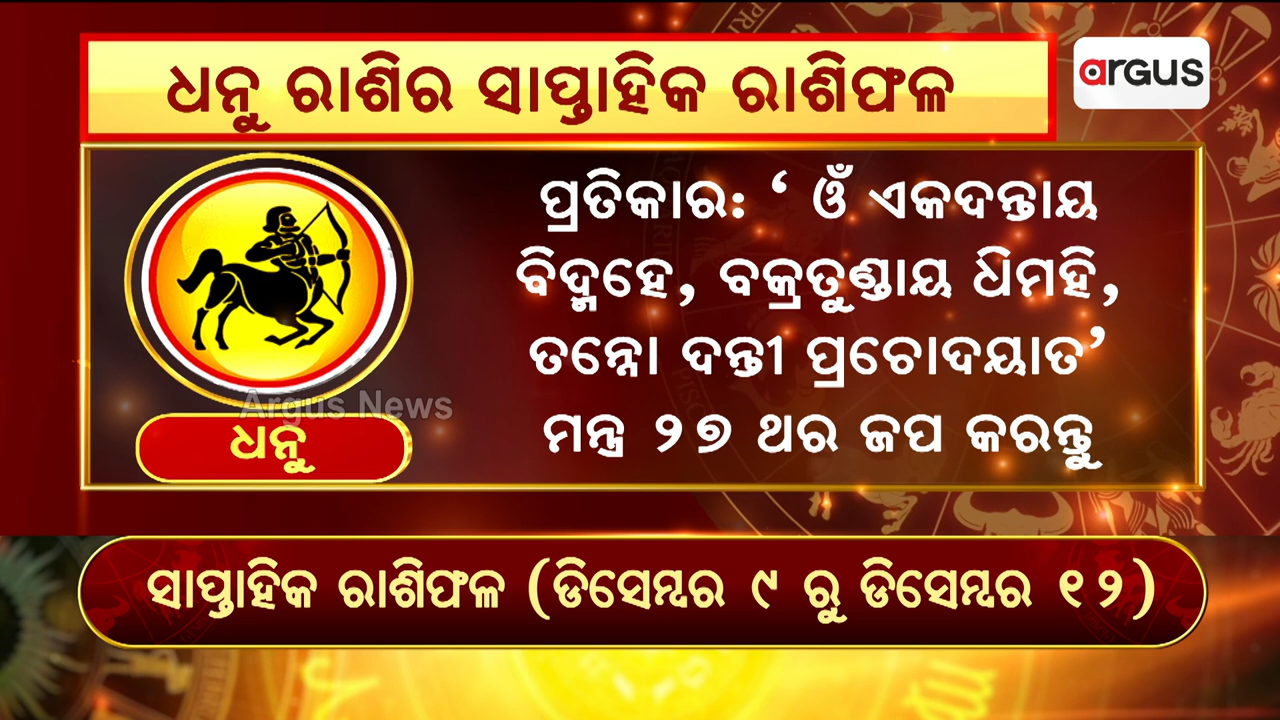 ଧନୁ ରାଶିର ସାପ୍ତାହିକ ରାଶିଫଳ
argus
ପ୍ରତିକାର: ‘ ଓଁ ଏକଦନ୍ତାୟ
ବିଦ୍ମହେ, ବକ୍ରତୁଣ୍ଡାୟ ଧିମହି,
ତନ୍ନୋ ଦନ୍ତୀ ପ୍ରଚୋଦୟାତ’
ମନ୍ତ୍ର ୨୭ ଥର ଜପ କରନ୍ତୁ
Argus News
ଧନୁ
ସାପ୍ତାହିକ ରାଶିଫଳ (ଡିସେମ୍ବର ୯ ରୁ ଡିସେମ୍ବର ୧୨)